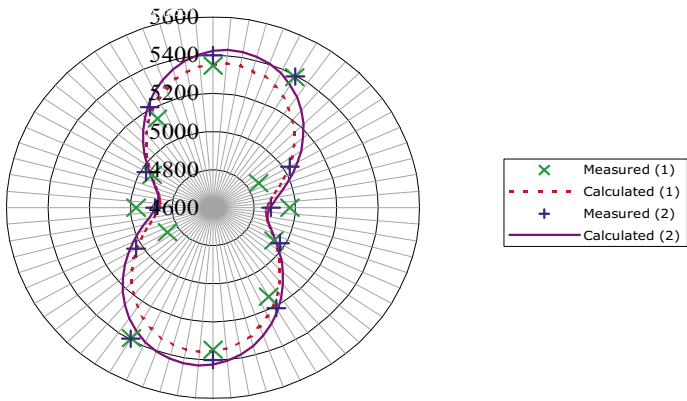 5600
5400
5200
5000
4800
4600
Measured (1)
Calculated (1)
Measured (2)
Calculated (2)